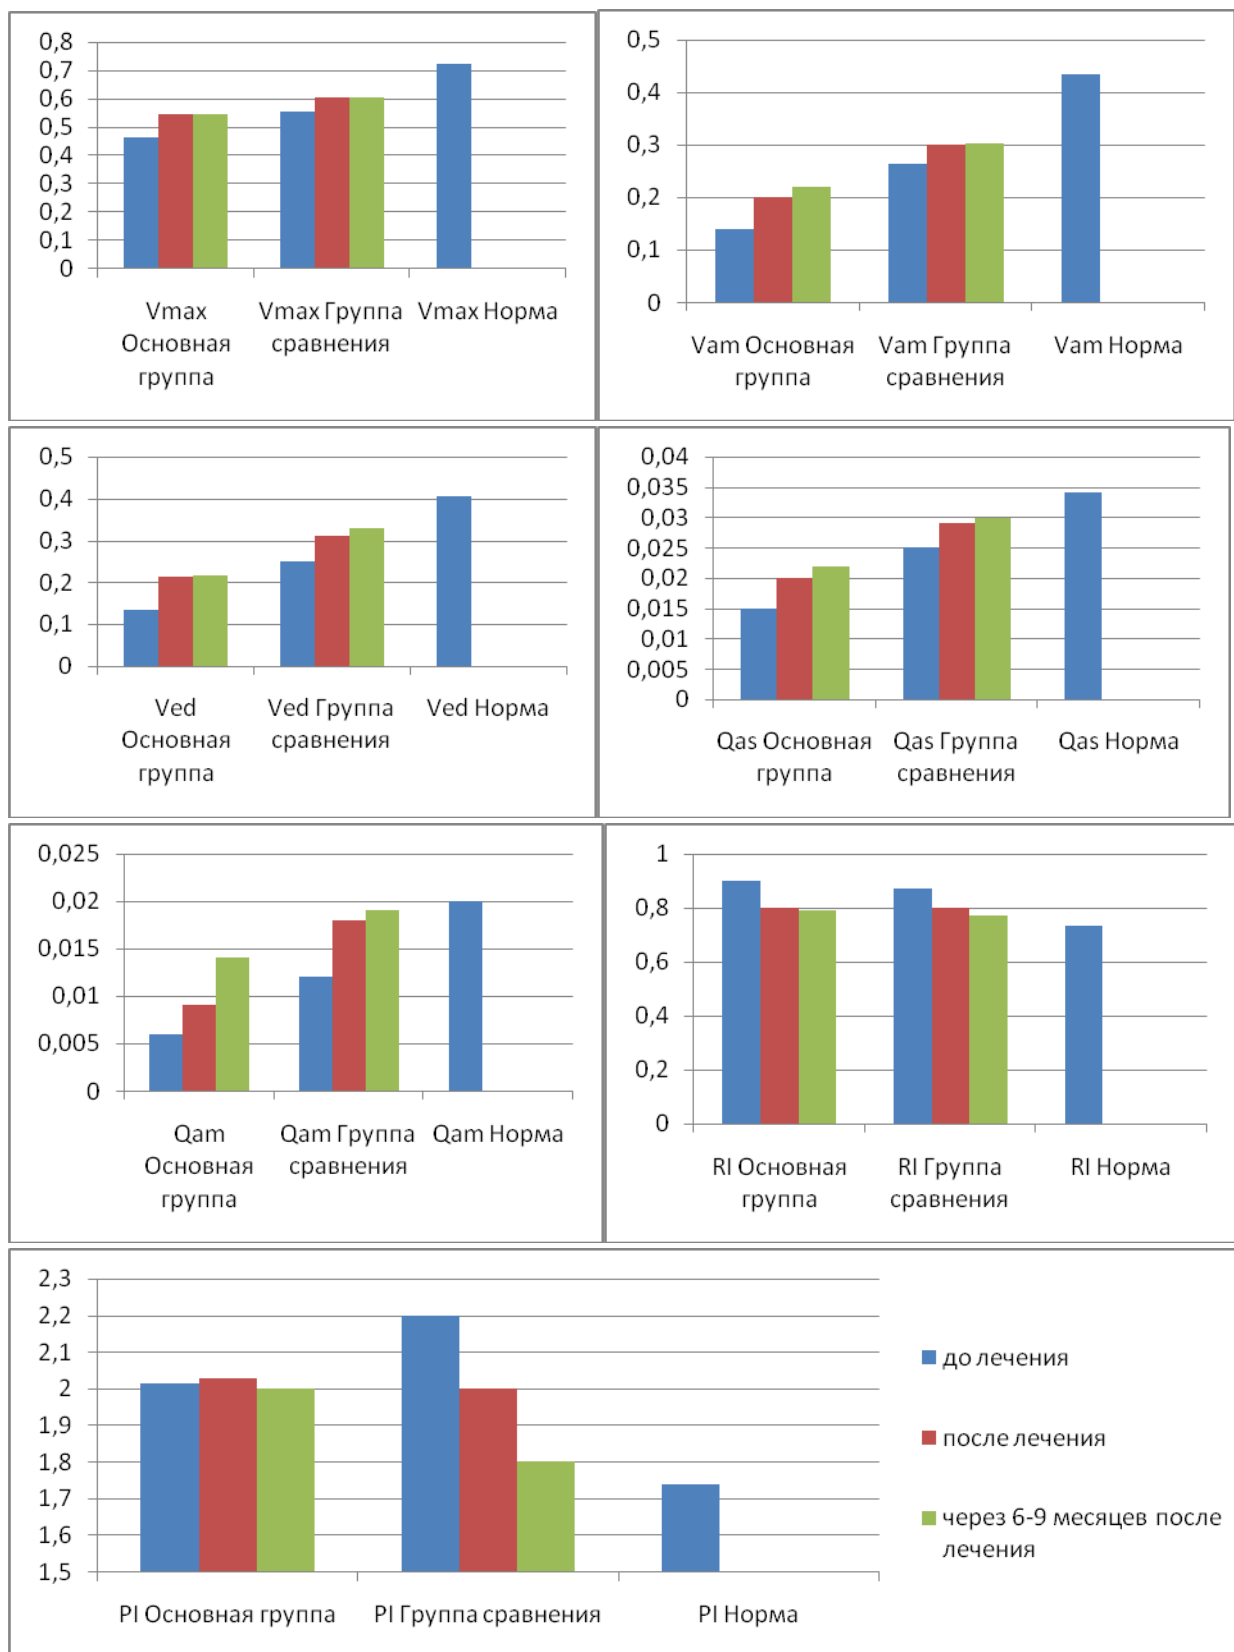 0,8
0,7
0,6
0,5
0,4
0,3
0,2
0,1
0
Vmax
Основная
группа
Vmax Группа
сравнения
Vmax Норма
0,5
0,4
0,3
0,2
0,1
0
Vam Основная
группа
Vam Группа
сравнения
Vam Норма
0,5
0,4
0,3
0,2
0,1
0
Ved
Основная
группа
Ved Группа
сравнения
Ved Норма
0,04
0,035
0,03
0,025
0,02
0,015
0,01
0,005
0
Qas Основная
группа
Qas Группа
сравнения
Qas Норма
0,025
0,02
0,015
0,01
0,005
0
Qam
Основная
группа
Qam Группа
сравнения
Qam Норма
1
0,8
0,6
0,4
0,2
0
RI Основная
группа
RI Группа
сравнения
RI Норма
2,3
2,2
2,1
2
1,9
1,8
1,7
1,6
1,5
PI Основная группа
PI Группа сравнения
PI Норма
до лечения
после лечения
через 6-9 месяцев после
лечения